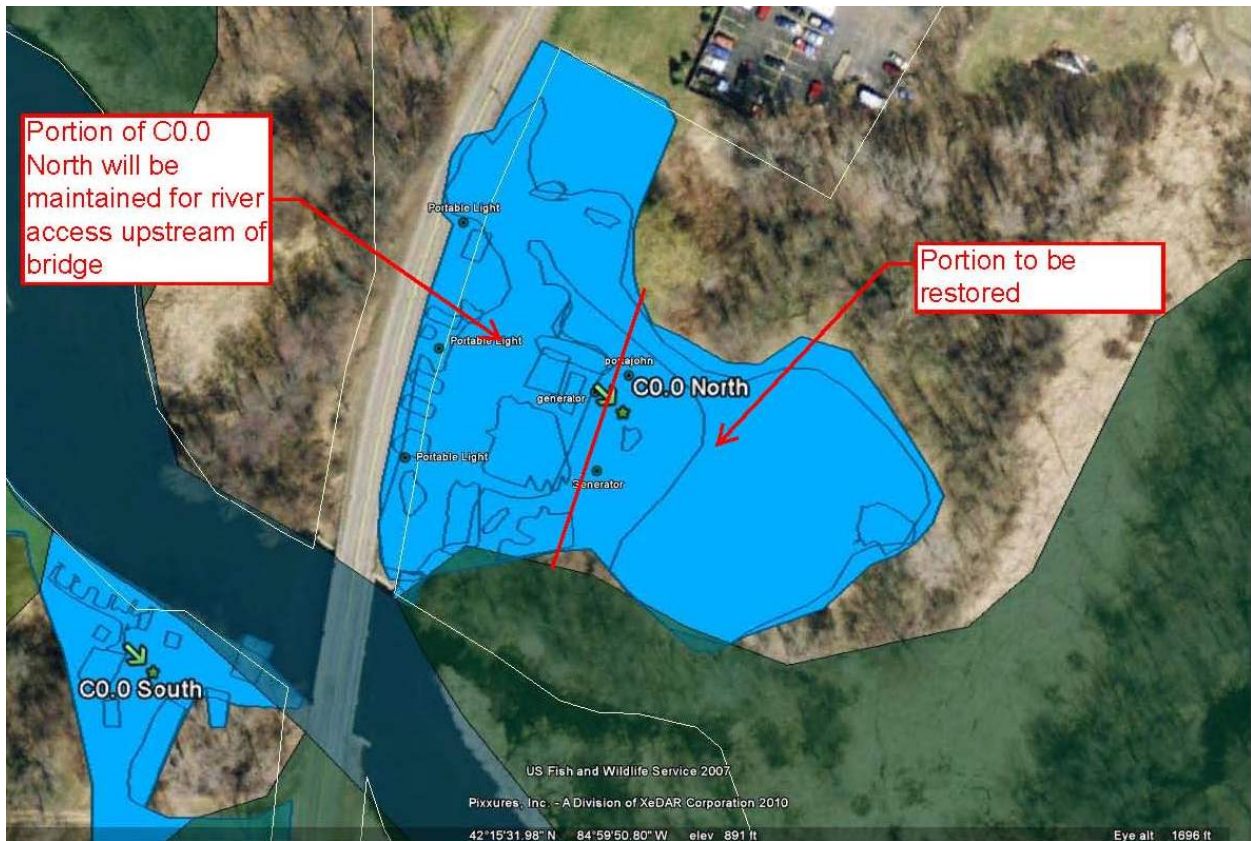 Portion of C0.0
North will be
maintained for river
access upstream of
bridge
Portable Light
Portion to be
restored
Portable Light
portajohn
C0.0 North
generator
Portable Light
Generator
C0.0 South
US Fish and Wildlife Service 2007
Pixxures, Inc. - A Division of XeDAR Corporation 2010
42°15'31.98" N 84°59'50.80" W elev 891 ft Eye alt 1696 ft